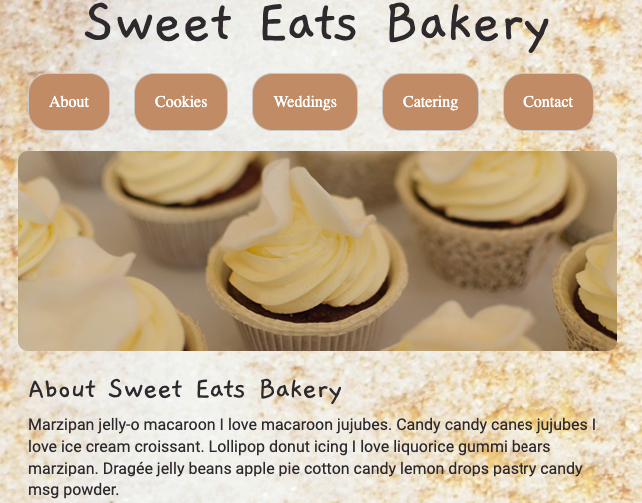 Sweet Eats Bakery
About Cookies Weddings Catering Contact
About Sweet Eats Bakery
Marzipan jelly-o macaroon I love macaroon jujubes. Candy candy canes jujubes I
love ice cream croissant. Lollipop donut icing I love liquorice gummi bears
marzipan. Dragée jelly beans apple pie cotton candy lemon drops pastry candy
msg powder.